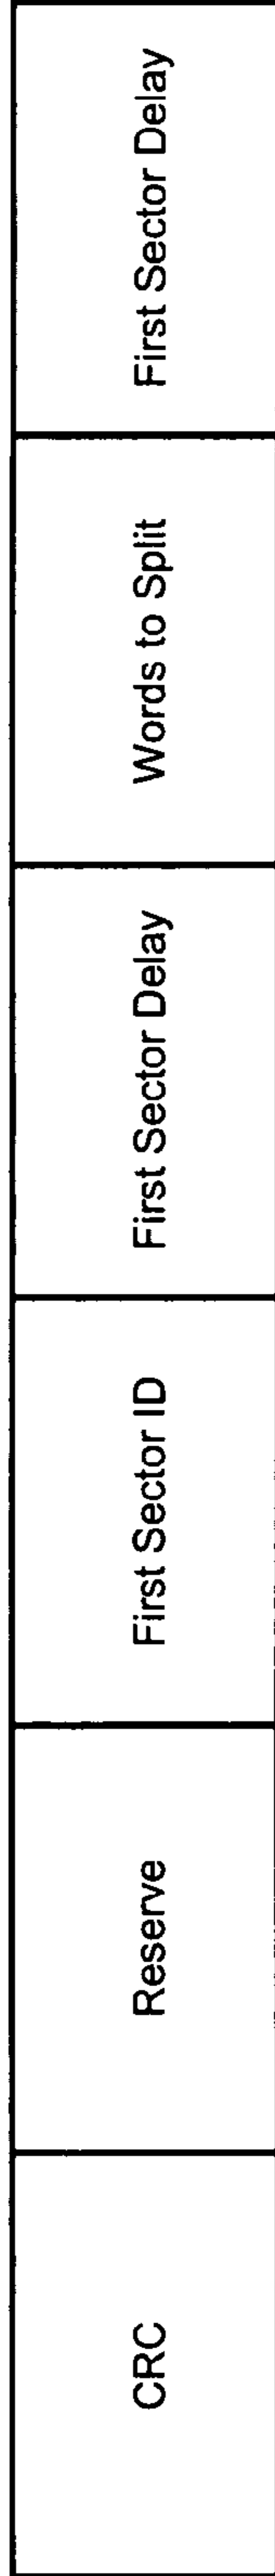 CRC
Reserve
First Sector ID
First Sector Delay
Words to Split
First Sector Delay